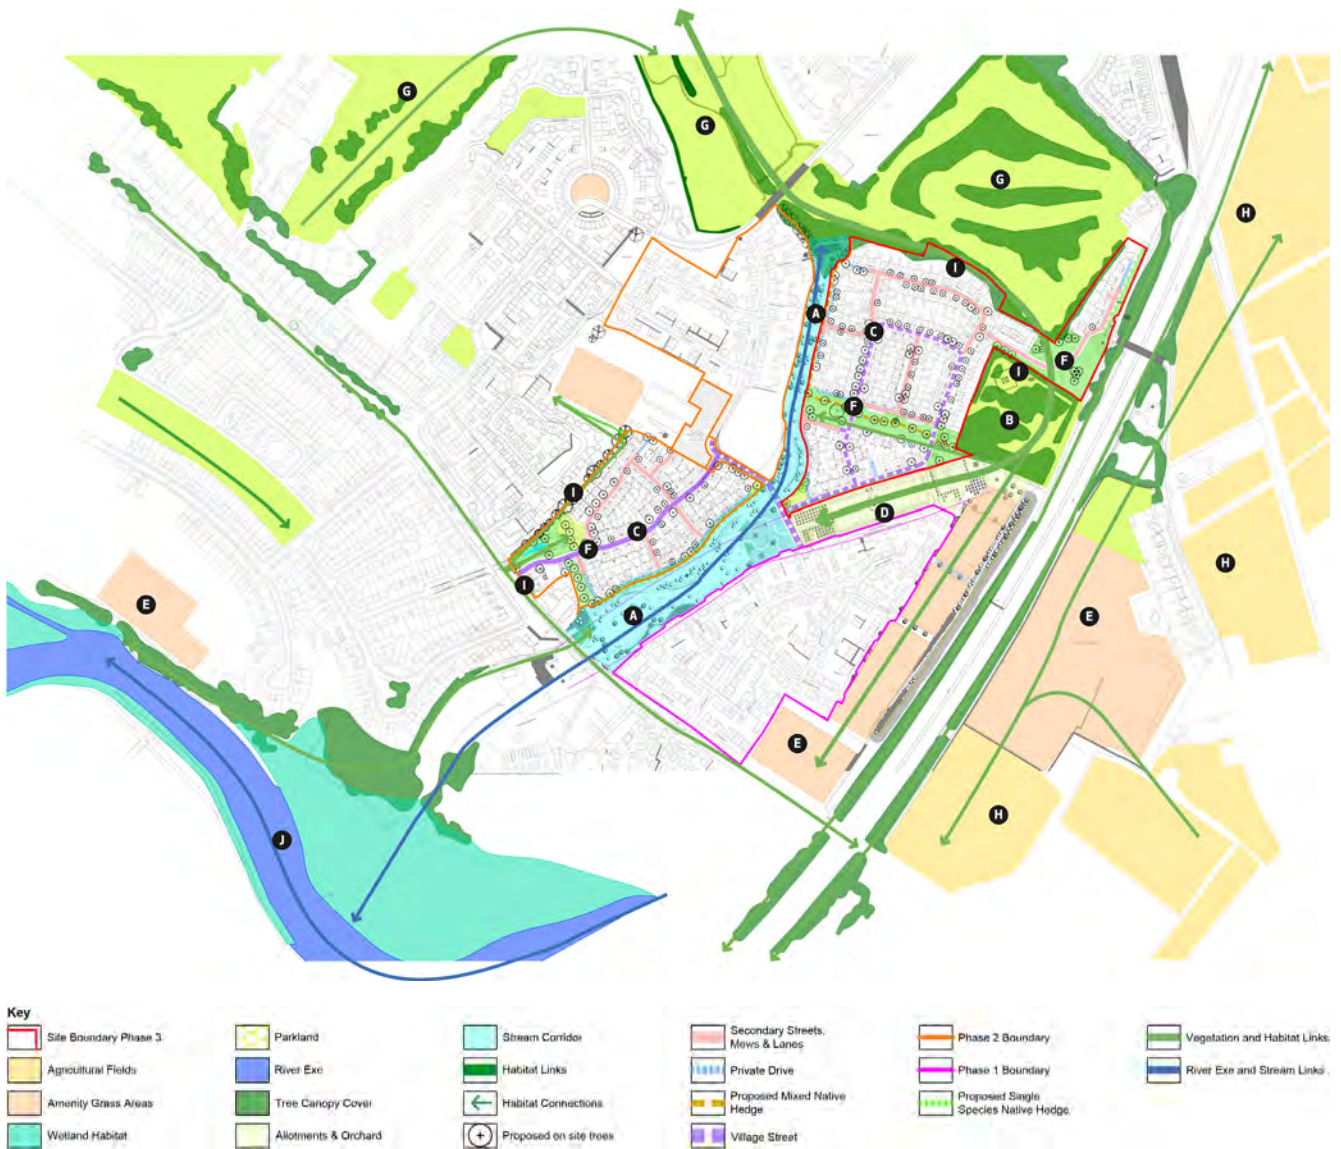 G
G
G
H
I
A
C
I
F
F
B
I
I
D
C
F
I
H
E
A
E
E
H
J
Key
Site Boundary Phase 3
Agricultural Fields
Amenity Grass Areas
Wetland Habitat
Parkland
River Exe
Tree Canopy Cover
Allotments & Orchard
Stream Corridor
Habitat Links
Habitat Connections
Proposed on site trees
Secondary Streets,
Mews & Lanes
Private Drive
Proposed Mixed Native
Hedge
Village Street
Phase 2 Boundary
Phase 1 Boundary
Proposed Single
Species Native Hedge
Vegetation and Habitat Links
River Exe and Stream Links